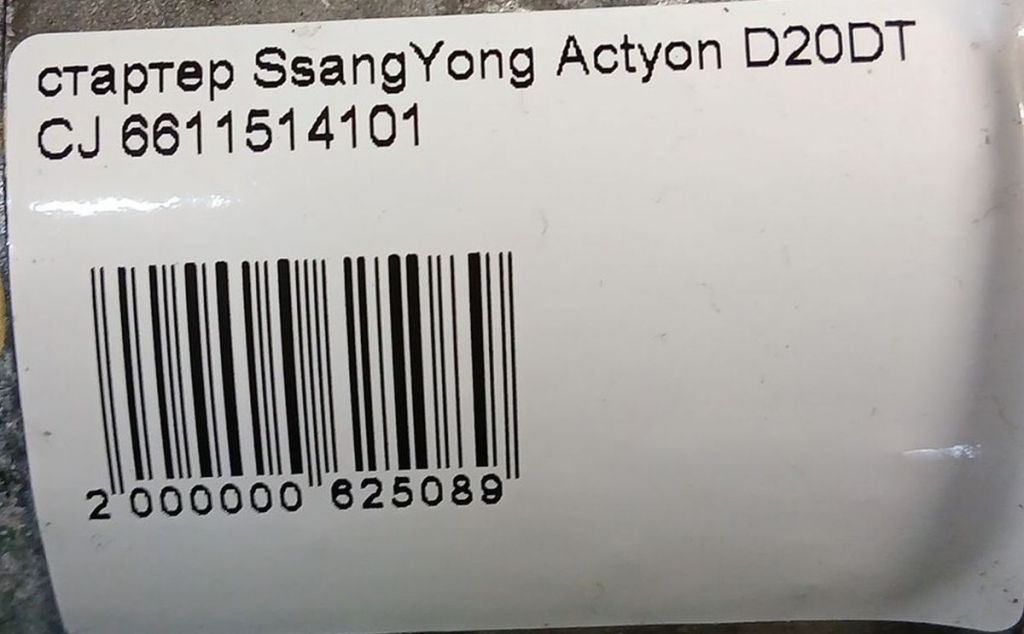 стартер SsangYong Actyon D20DT
CJ 6611514101
2 000000 625089